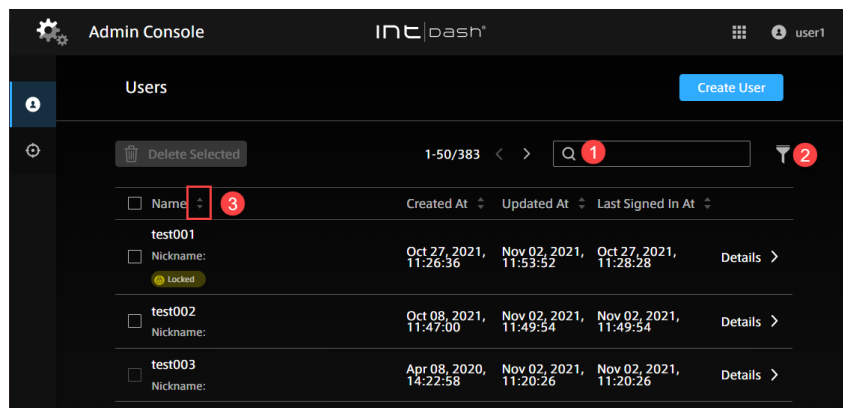 Admin Console
intdash
user1
Users
Create User
Delete Selected
1-50/383
1
2
Name
3
Created At
Updated At
Last Signed In At
test001
Nickname:
Locked
Oct 27, 2021,
11:26:36
Nov 02, 2021,
11:53:52
Oct 27, 2021,
11:28:28
Details
test002
Nickname:
Oct 08, 2021,
11:47:00
Nov 02, 2021,
11:49:54
Nov 02, 2021,
11:49:54
Details
test003
Nickname:
Apr 08, 2020,
14:22:58
Nov 02, 2021,
11:20:26
Nov 02, 2021,
11:20:26
Details